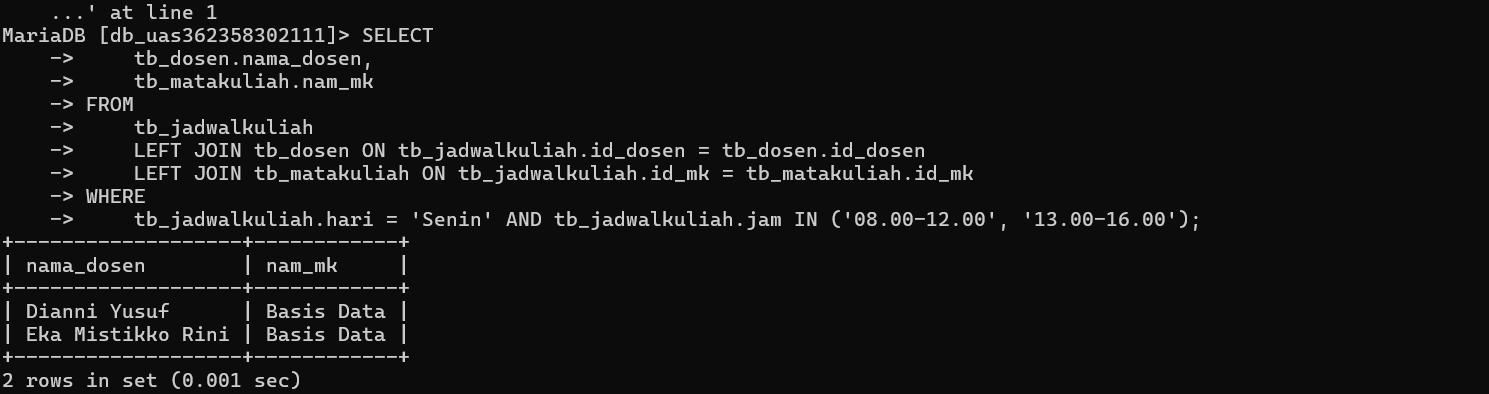 ...' at line 1
MariaDB [db_uas362358302111]> SELECT
    ->     tb_dosen.nama_dosen,
    ->     tb_matakuliah.nam_mk
    -> FROM
    ->     tb_jadwalkuliah
    ->     LEFT JOIN tb_dosen ON tb_jadwalkuliah.id_dosen = tb_dosen.id_dosen
    ->     LEFT JOIN tb_matakuliah ON tb_jadwalkuliah.id_mk = tb_matakuliah.id_mk
    -> WHERE
    ->     tb_jadwalkuliah.hari = 'Senin' AND tb_jadwalkuliah.jam IN ('08.00-12.00', '13.00-16.00');
+-------------------+------------+
| nama_dosen        | nam_mk     |
+-------------------+------------+
| Dianni Yusuf      | Basis Data |
| Eka Mistikko Rini | Basis Data |
+-------------------+------------+
2 rows in set (0.001 sec)